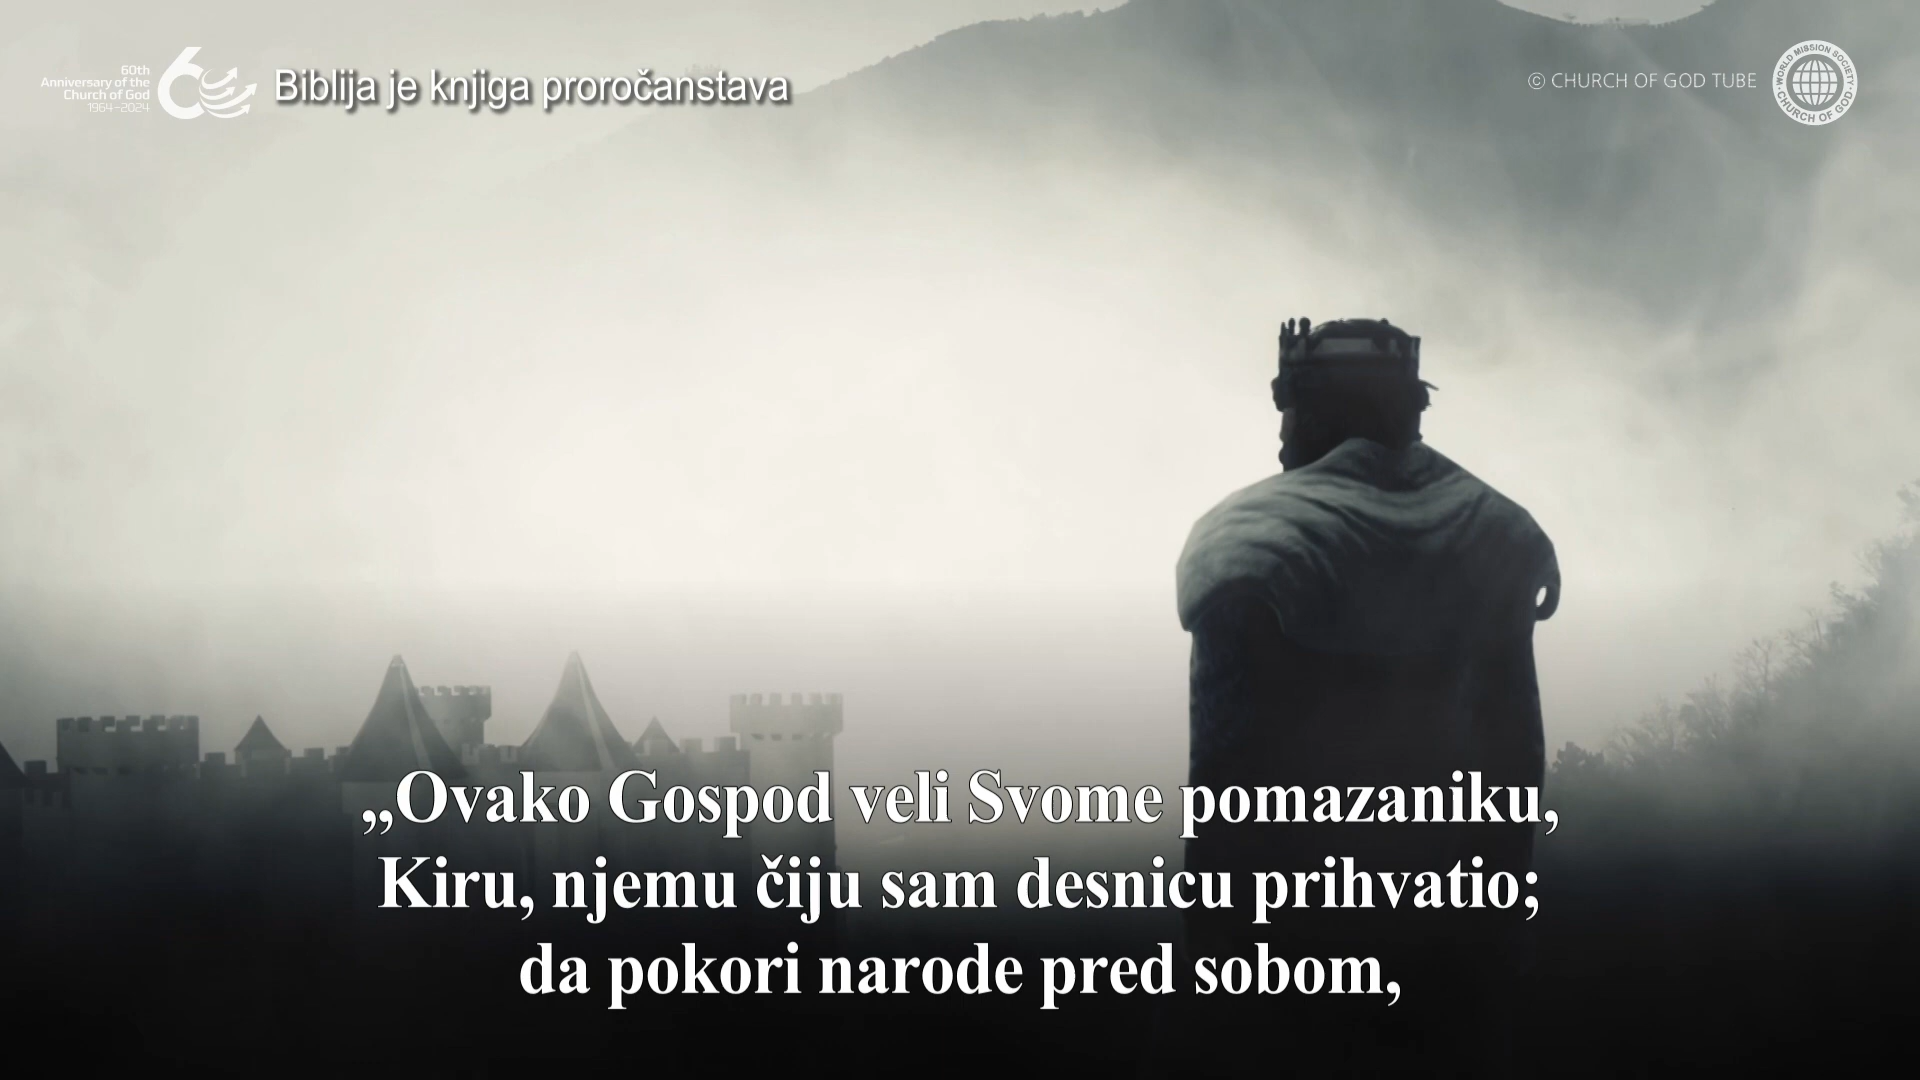 60th
Anniversary of the
Church of God
1964-2024
60
Biblija je knjiga proročanstava
© CHURCH OF GOD TUBE
WORLD MISSION SOCIETY
CHURCH OF GOD
„Ovako Gospod veli Svome pomazaniku,
Kiru, njemu čiju sam desnicu prihvatio;
da pokori narode pred sobom,